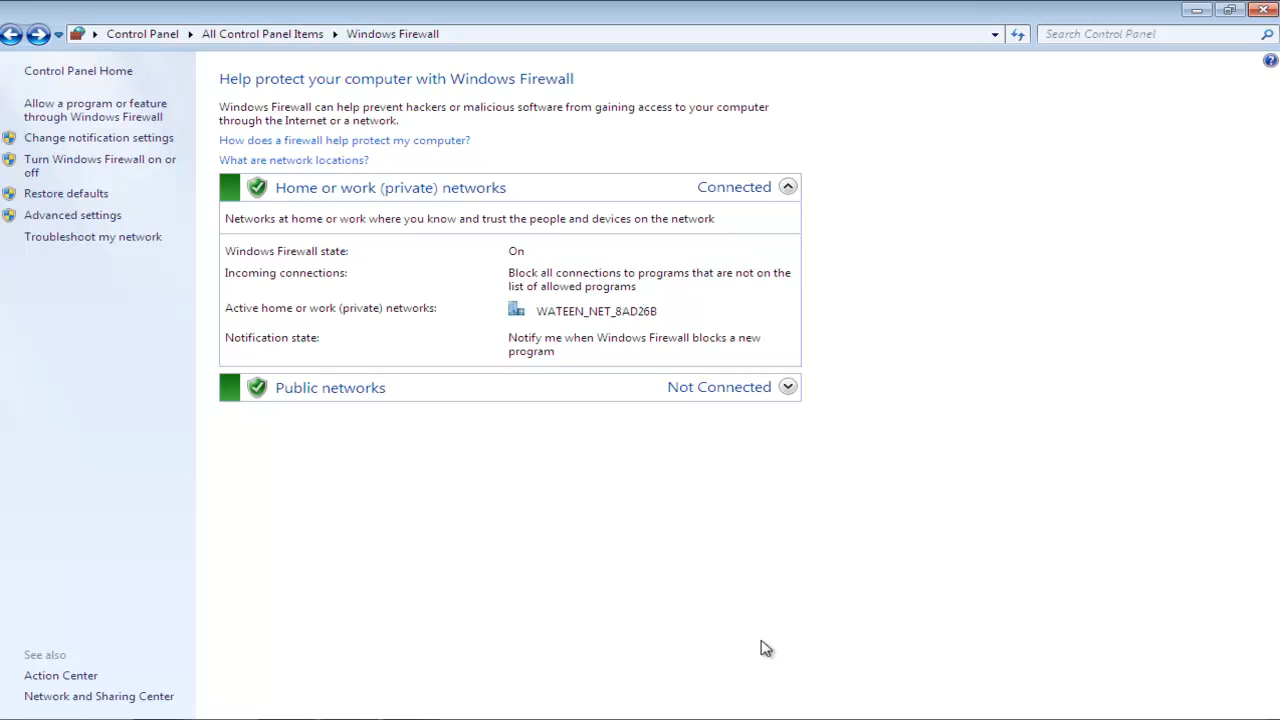 Control Panel ▸ All Control Panel Items ▸ Windows Firewall
Search Control Panel
Control Panel Home
Allow a program or feature
through Windows Firewall
Change notification settings
Turn Windows Firewall on or
off
Restore defaults
Advanced settings
Troubleshoot my network
See also
Action Center
Network and Sharing Center
Help protect your computer with Windows Firewall
Windows Firewall can help prevent hackers or malicious software from gaining access to your computer
through the Internet or a network.
How does a firewall help protect my computer?
What are network locations?
Home or work (private) networks Connected
Networks at home or work where you know and trust the people and devices on the network
Windows Firewall state: On
Incoming connections: Block all connections to programs that are not on the
list of allowed programs
Active home or work (private) networks: WATEEN_NET_8AD26B
Notification state: Notify me when Windows Firewall blocks a new
program
Public networks Not Connected